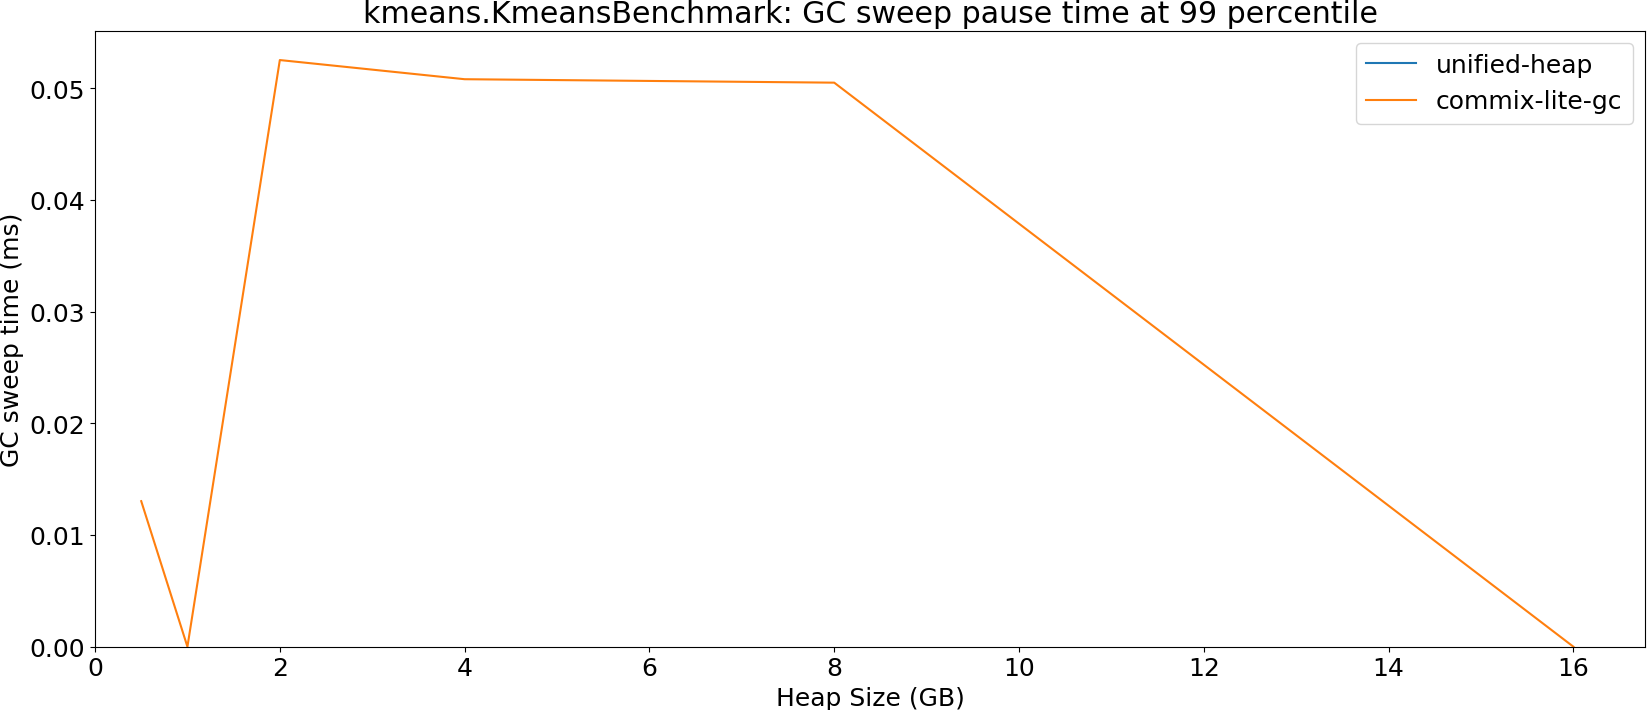 kmeans.KmeansBenchmark: GC sweep pause time at 99 percentile
unified-heap
commix-lite-gc
GC sweep time (ms)
0.05
0.04
0.03
0.02
0.01
0.00
0 2 4 6 8 10 12 14 16
Heap Size (GB)